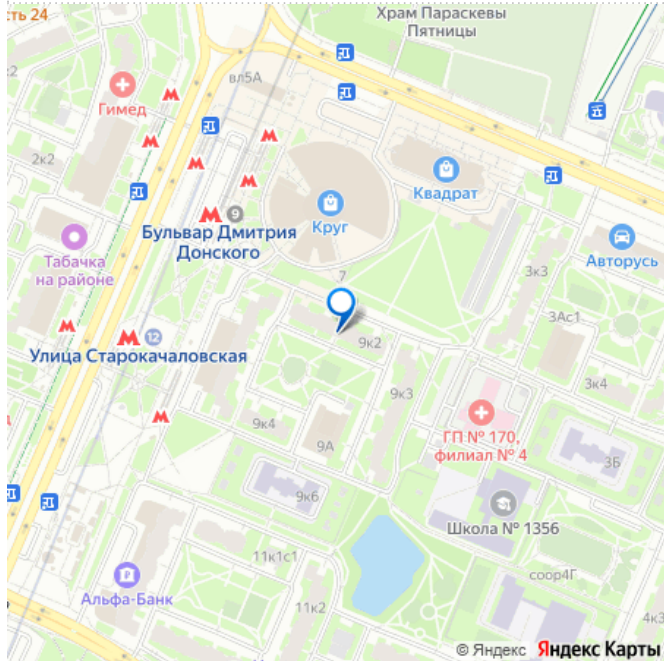 сть 24
Храм Параскевы
Пятницы
вл5А
Гимед
2к2
Квадрат
Круг
9
Бульвар Дмитрия
Донского
Табачка
на районе
Авторусь
7
3к3
3Ас1
12
Улица Старокачаловская
9к2
3к4
9к3
9к4
9А
ГП № 170,
филиал № 4
3Б
9к6
Школа № 1356
11к1с1
соор4Г
Альфа-Банк
11к2
4к3
© Яндекс Яндекс Карты